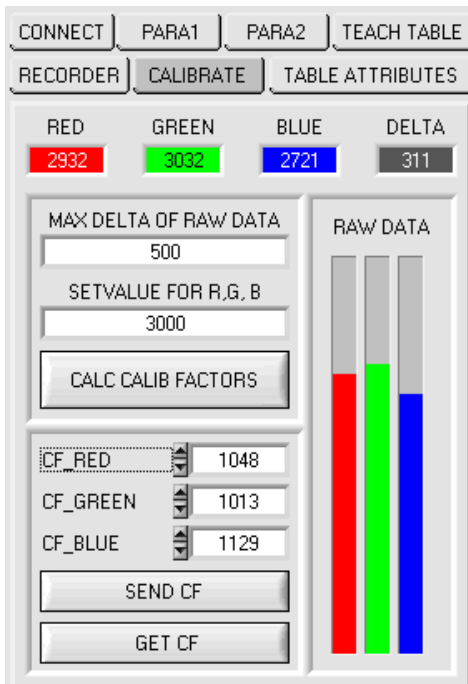 CONNECT PARA1 PARA2 TEACH TABLE
RECORDER CALIBRATE TABLE ATTRIBUTES
RED GREEN BLUE DELTA
2932 3032 2721 311
MAX DELTA OF RAW DATA
500
SETVALUE FOR R,G, B
3000
CALC CALIB FACTORS
RAW DATA
CF_RED 1048
CF_GREEN 1013
CF_BLUE 1129
SEND CF
GET CF